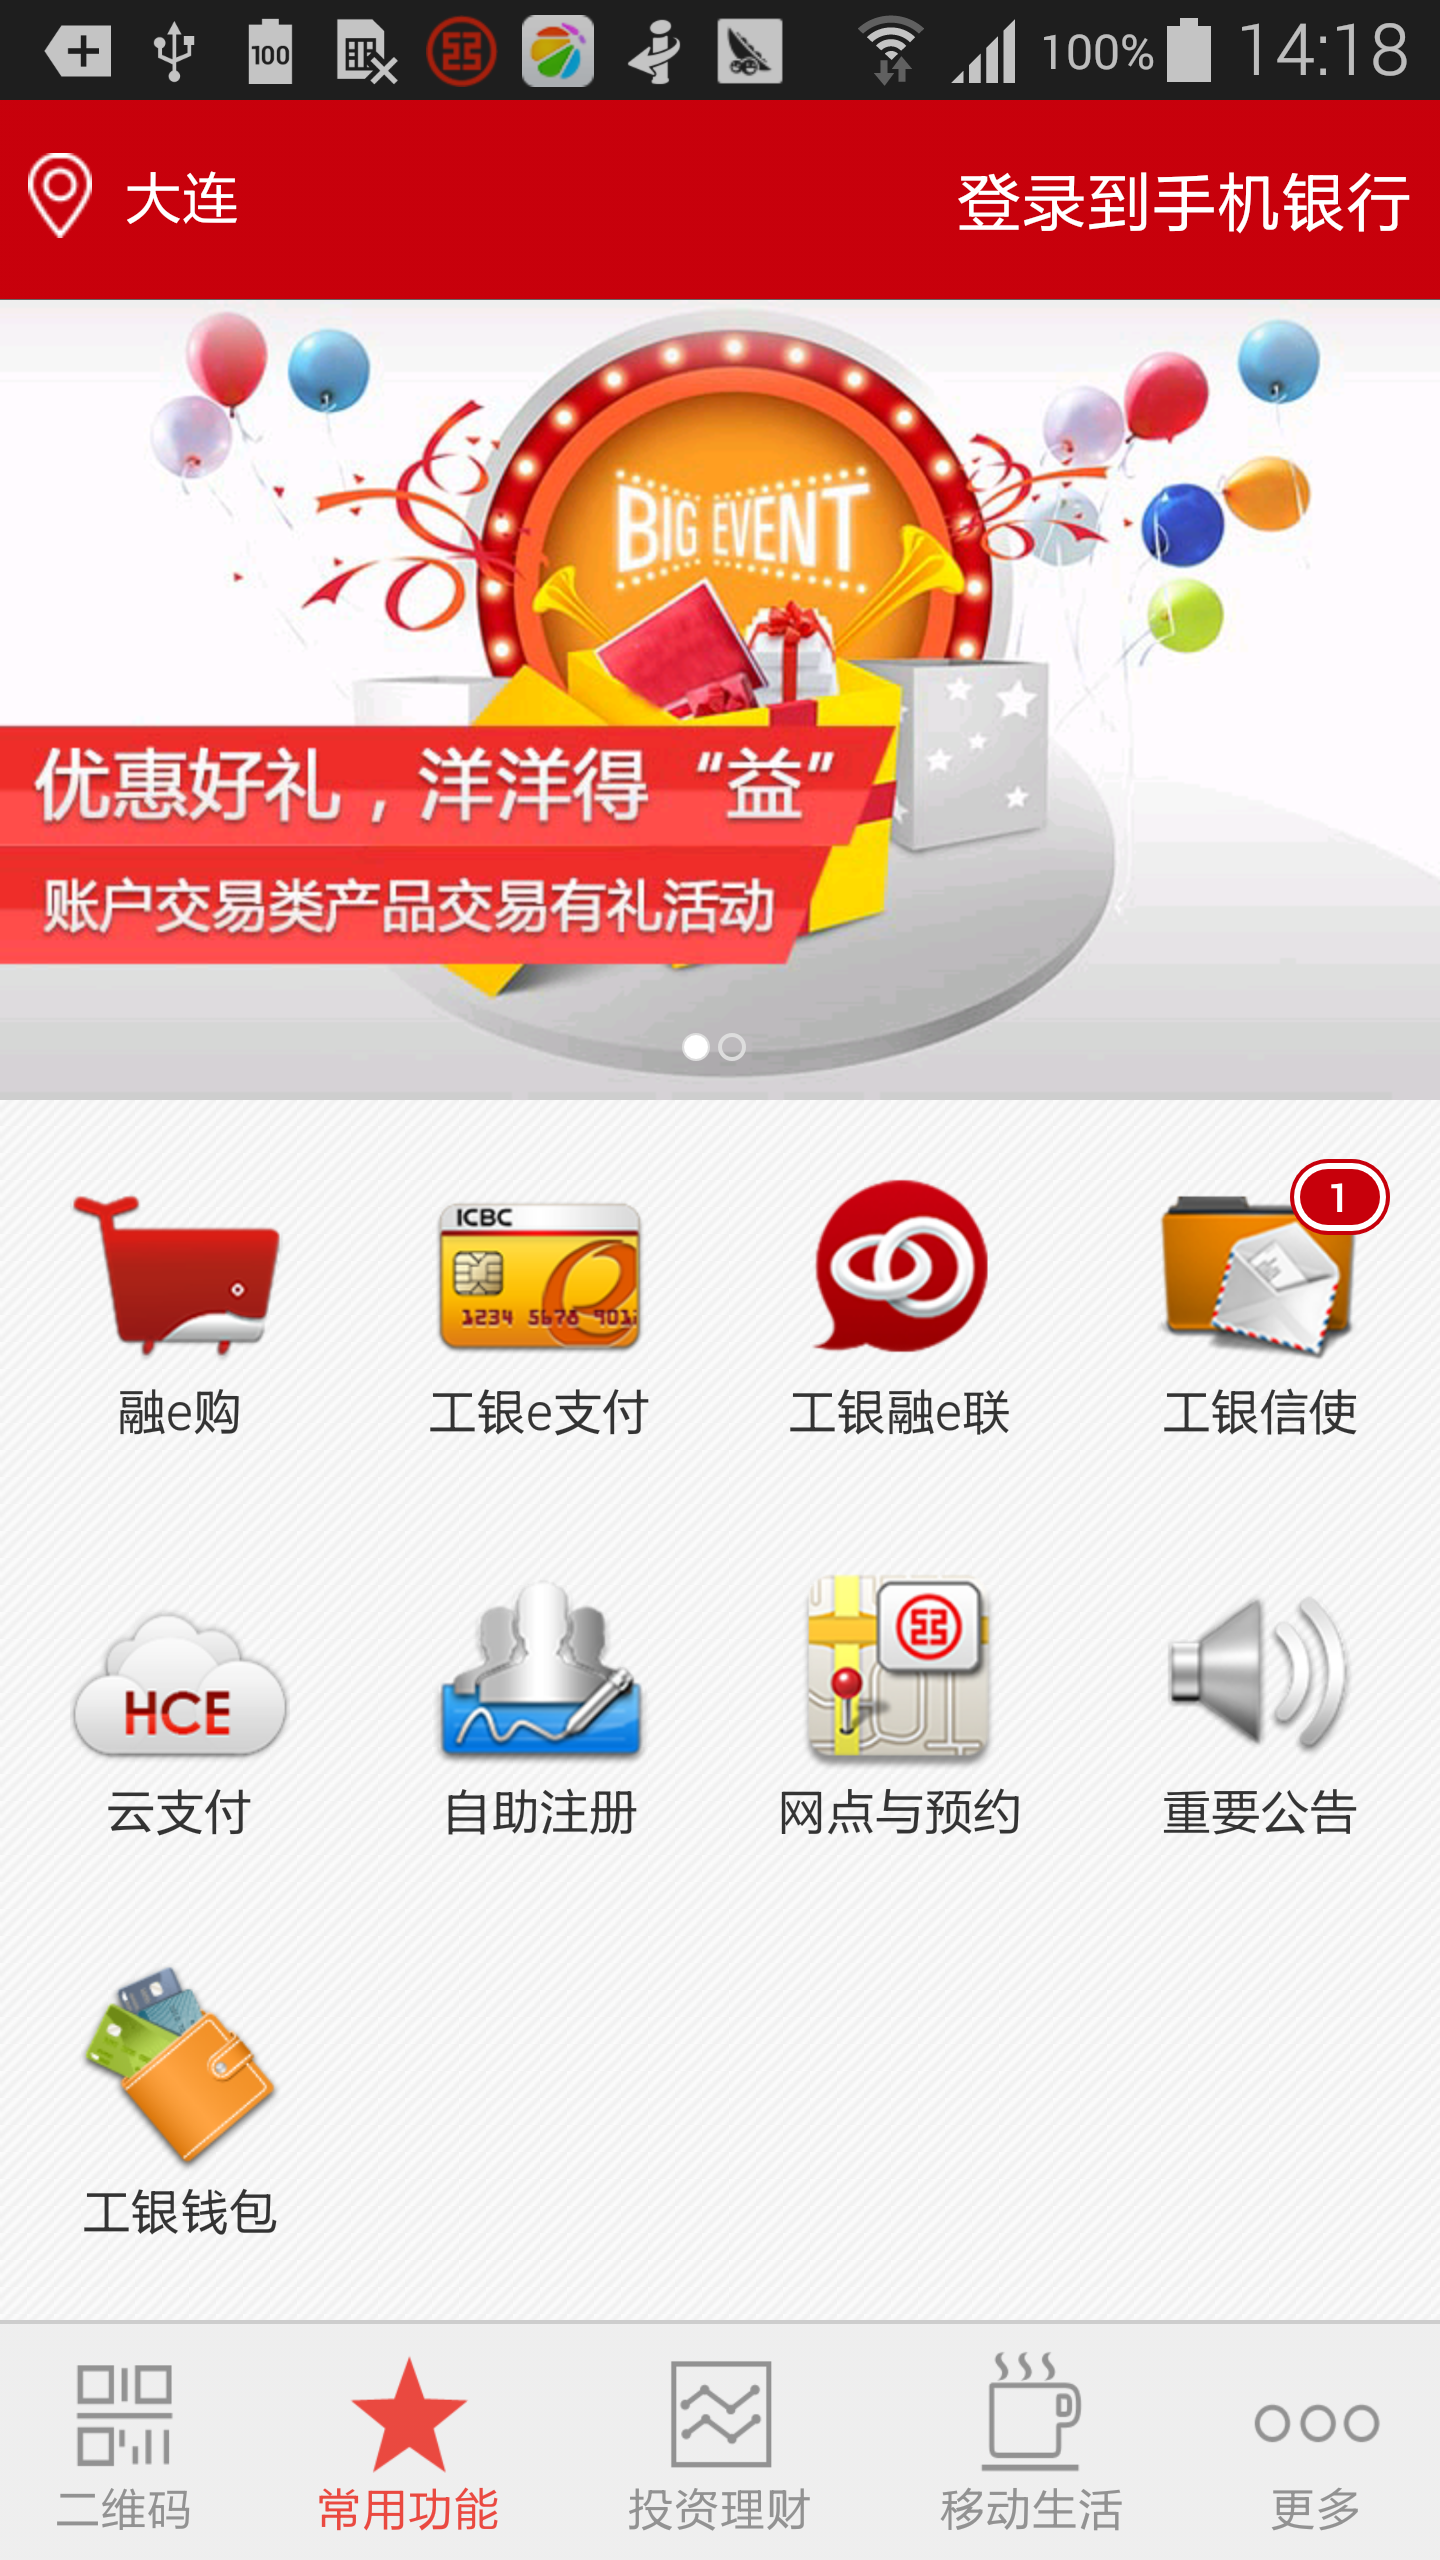 100
100% 14:18
大连
登录到手机银行
BIG EVENT
优惠好礼，洋洋得“益”
账户交易类产品交易有礼活动
ICBC
1234 5678 901
1
融e购
工银e支付
工银融e联
工银信使
HCE
云支付
自助注册
网点与预约
重要公告
工银钱包
二维码
常用功能
投资理财
移动生活
更多